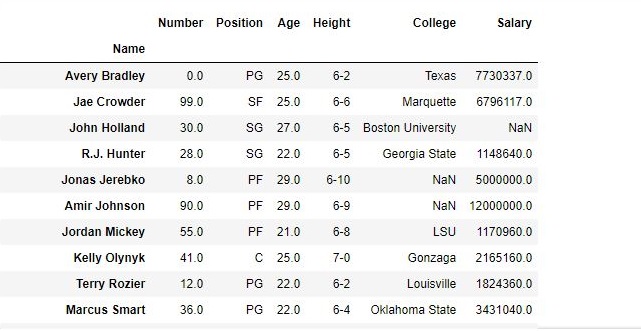 Number Position Age Height College Salary
Name
Avery Bradley 0.0 PG 25.0 6-2 Texas 7730337.0
Jae Crowder 99.0 SF 25.0 6-6 Marquette 6796117.0
John Holland 30.0 SG 27.0 6-5 Boston University NaN
R.J. Hunter 28.0 SG 22.0 6-5 Georgia State 1148640.0
Jonas Jerebko 8.0 PF 29.0 6-10 NaN 5000000.0
Amir Johnson 90.0 PF 29.0 6-9 NaN 12000000.0
Jordan Mickey 55.0 PF 21.0 6-8 LSU 1170960.0
Kelly Olynyk 41.0 C 25.0 7-0 Gonzaga 2165160.0
Terry Rozier 12.0 PG 22.0 6-2 Louisville 1824360.0
Marcus Smart 36.0 PG 22.0 6-4 Oklahoma State 3431040.0